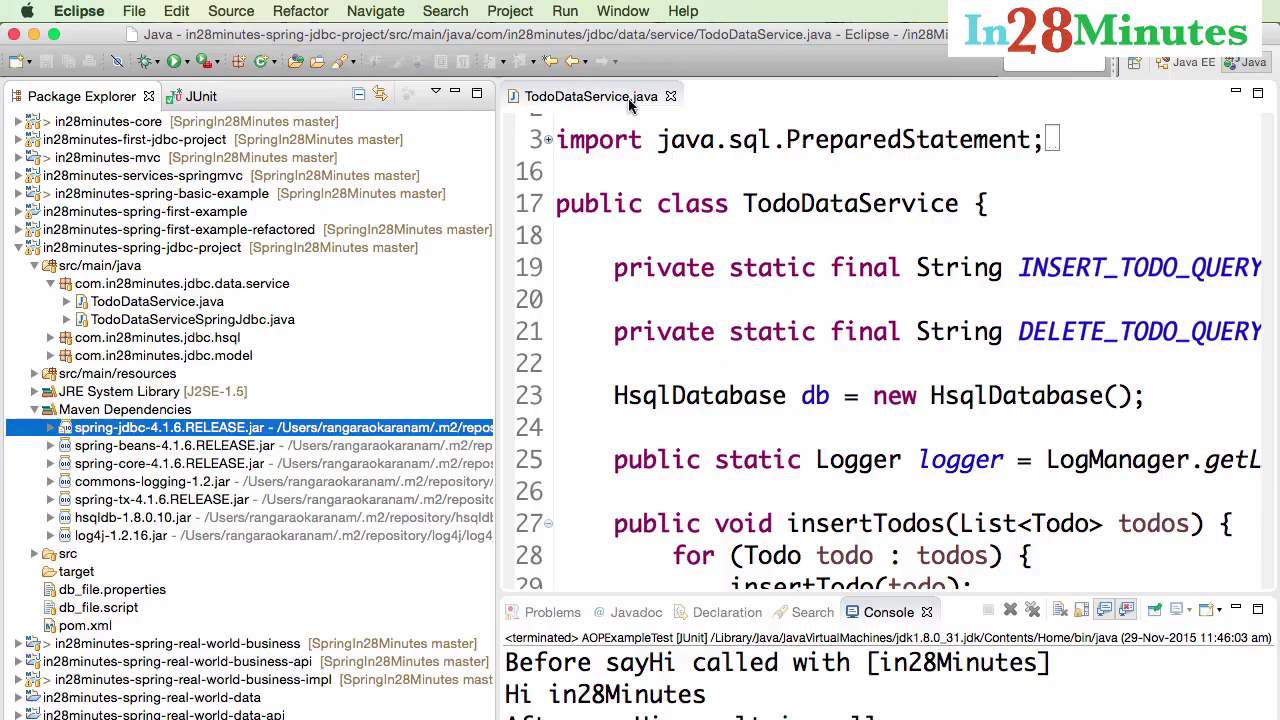 Eclipse File Edit Source Refactor Navigate Search Project Run Window Help
In28Minutes
Java - in28minutes-spring-jdbc-project/src/main/java/com/in28minutes/jdbc/data/service/TodoDataService.java - Eclipse - /in28Min
Java EE Java
Package Explorer JUnit
> in28minutes-core [SpringIn28Minutes master]
in28minutes-first-jdbc-project [SpringIn28Minutes master]
> in28minutes-mvc [SpringIn28Minutes master]
in28minutes-services-springmvc [SpringIn28Minutes master]
> in28minutes-spring-basic-example [SpringIn28Minutes master]
in28minutes-spring-first-example
in28minutes-spring-first-example-refactored [SpringIn28Minutes master]
in28minutes-spring-jdbc-project [SpringIn28Minutes master]
src/main/java
com.in28minutes.jdbc.data.service
TodoDataService.java
TodoDataServiceSpringJdbc.java
com.in28minutes.jdbc.hsql
com.in28minutes.jdbc.model
src/main/resources
JRE System Library [J2SE-1.5]
Maven Dependencies
spring-jdbc-4.1.6.RELEASE.jar - /Users/rangaraokaranam/.m2/repos
spring-beans-4.1.6.RELEASE.jar - /Users/rangaraokaranam/.m2/rep
spring-core-4.1.6.RELEASE.jar - /Users/rangaraokaranam/.m2/repos
commons-logging-1.2.jar - /Users/rangaraokaranam/.m2/repository/
spring-tx-4.1.6.RELEASE.jar - /Users/rangaraokaranam/.m2/reposito
hsqldb-1.8.0.10.jar - /Users/rangaraokaranam/.m2/repository/hsqldb
log4j-1.2.16.jar - /Users/rangaraokaranam/.m2/repository/log4j/log4
src
target
db_file.properties
db_file.script
pom.xml
> in28minutes-spring-real-world-business [SpringIn28Minutes master]
> in28minutes-spring-real-world-business-api [SpringIn28Minutes master]
> in28minutes-spring-real-world-business-impl [SpringIn28Minutes master]
in28minutes-spring-real-world-data
in28minutes-spring-real-world-data-api
TodoDataService.java
3 import java.sql.PreparedStatement;
16
17 public class TodoDataService {
18
19 private static final String INSERT_TODO_QUERY
20
21 private static final String DELETE_TODO_QUERY
22
23 HsqlDatabase db = new HsqlDatabase();
24
25 public static Logger logger = LogManager.getL
26
27 public void insertTodos(List<Todo> todos) {
28 for (Todo todo : todos) {
29 insertTodo(todo);
Problems Javadoc Declaration Search Console
<terminated> AOPExampleTest [JUnit] /Library/Java/JavaVirtualMachines/jdk1.8.0_31.jdk/Contents/Home/bin/java (29-Nov-2015 11:46:03 am)
Before sayHi called with [in28Minutes]
Hi in28Minutes